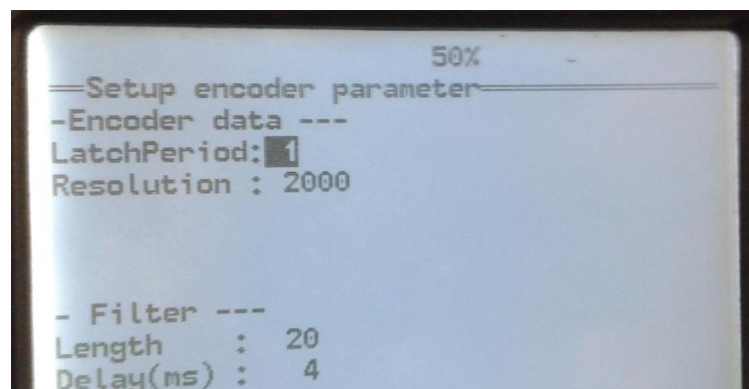 50%
═Setup encoder parameter═
-Encoder data ---
LatchPeriod: 1
Resolution : 2000
- Filter ---
Length : 20
Delay(ms) : 4